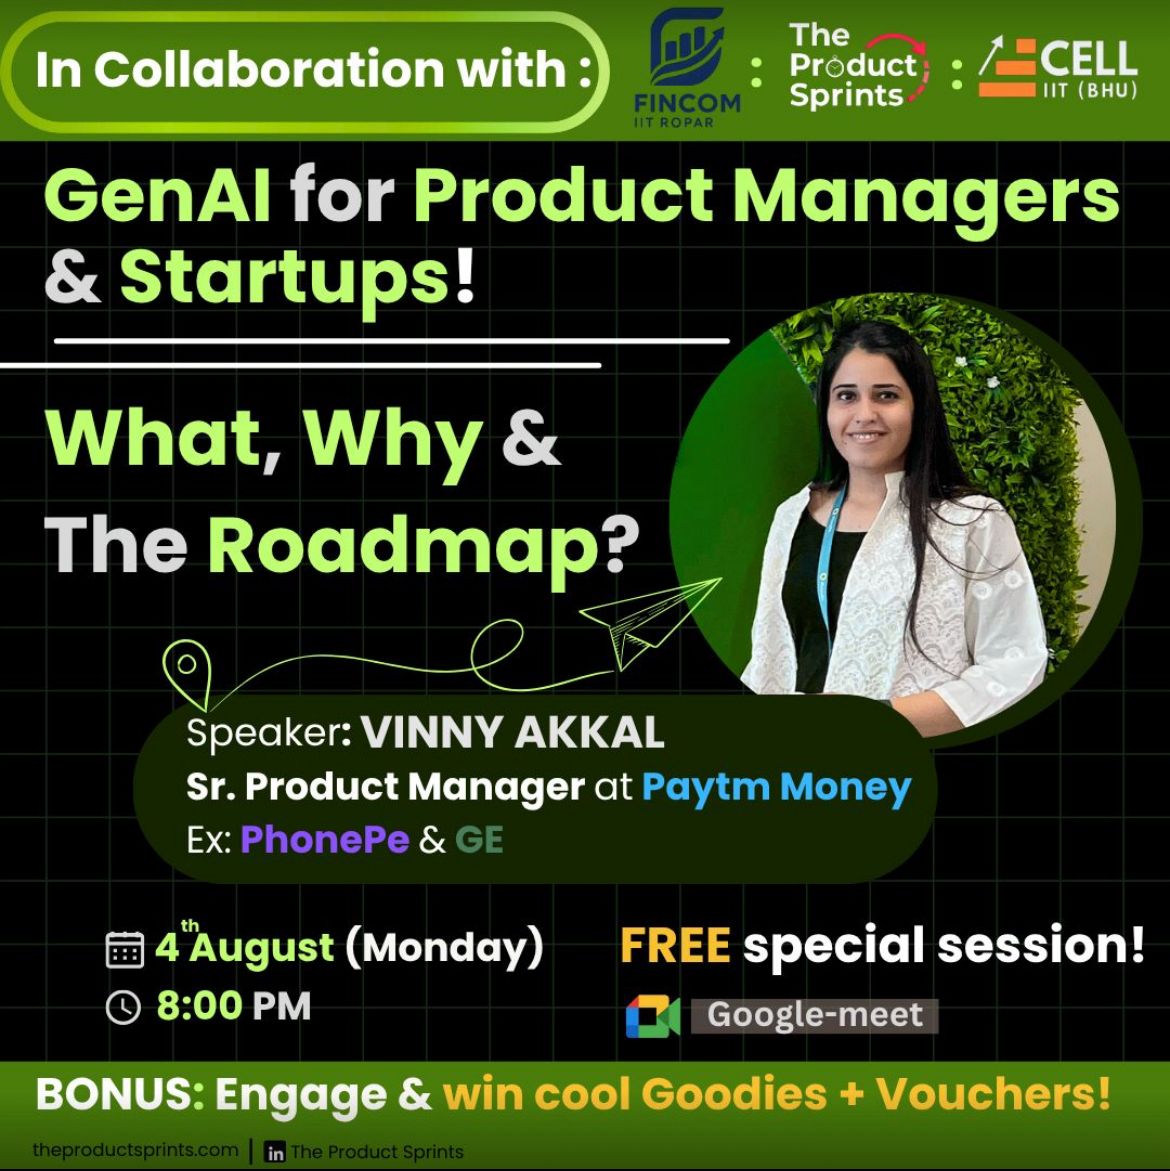 In Collaboration with :
FINCOM
IIT ROPAR
:
The
Product
Sprints
:
ECELL
IIT (BHU)
GenAI for Product Managers
& Startups!
What, Why &
The Roadmap?
Speaker: VINNY AKKAL
Sr. Product Manager at Paytm Money
Ex: PhonePe & GE
4th August (Monday)
8:00 PM
FREE special session!
Google-meet
BONUS: Engage & win cool Goodies + Vouchers!
theproductsprints.com | in The Product Sprints